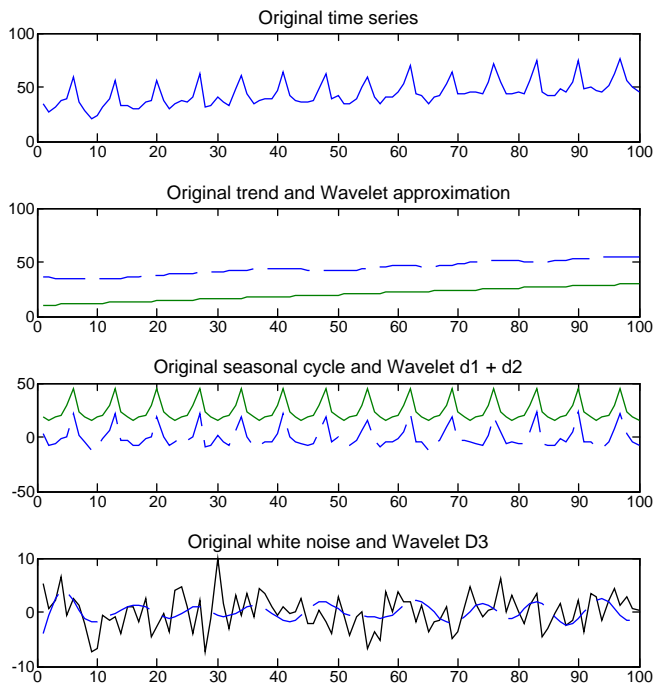 Original time series
100
50
0
0 10 20 30 40 50 60 70 80 90 100
Original trend and Wavelet approximation
100
50
0
0 10 20 30 40 50 60 70 80 90 100
Original seasonal cycle and Wavelet d1 + d2
50
0
-50
0 10 20 30 40 50 60 70 80 90 100
Original white noise and Wavelet D3
10
0
-10
0 10 20 30 40 50 60 70 80 90 100